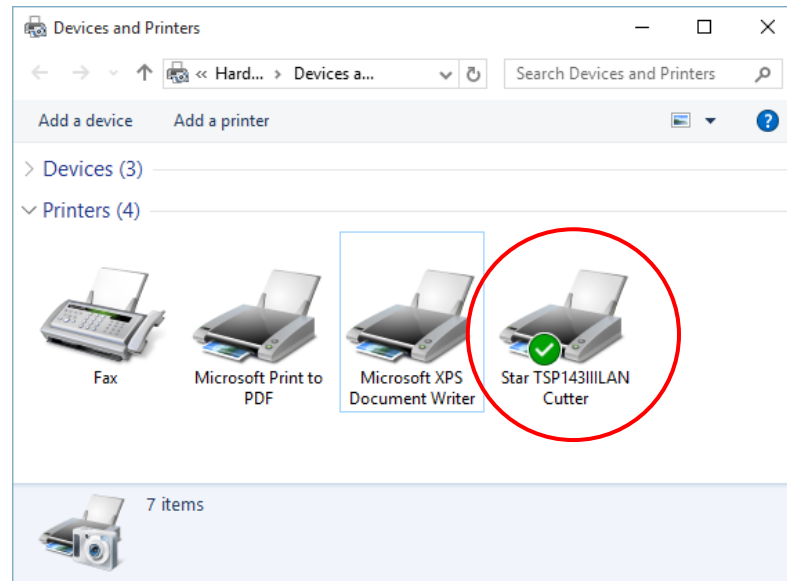 Devices and Printers
« Hard... > Devices a...
Search Devices and Printers
Add a device
Add a printer
?
Devices (3)
Printers (4)
Fax
Microsoft Print to
PDF
Microsoft XPS
Document Writer
Star TSP143IIILAN
Cutter
7 items